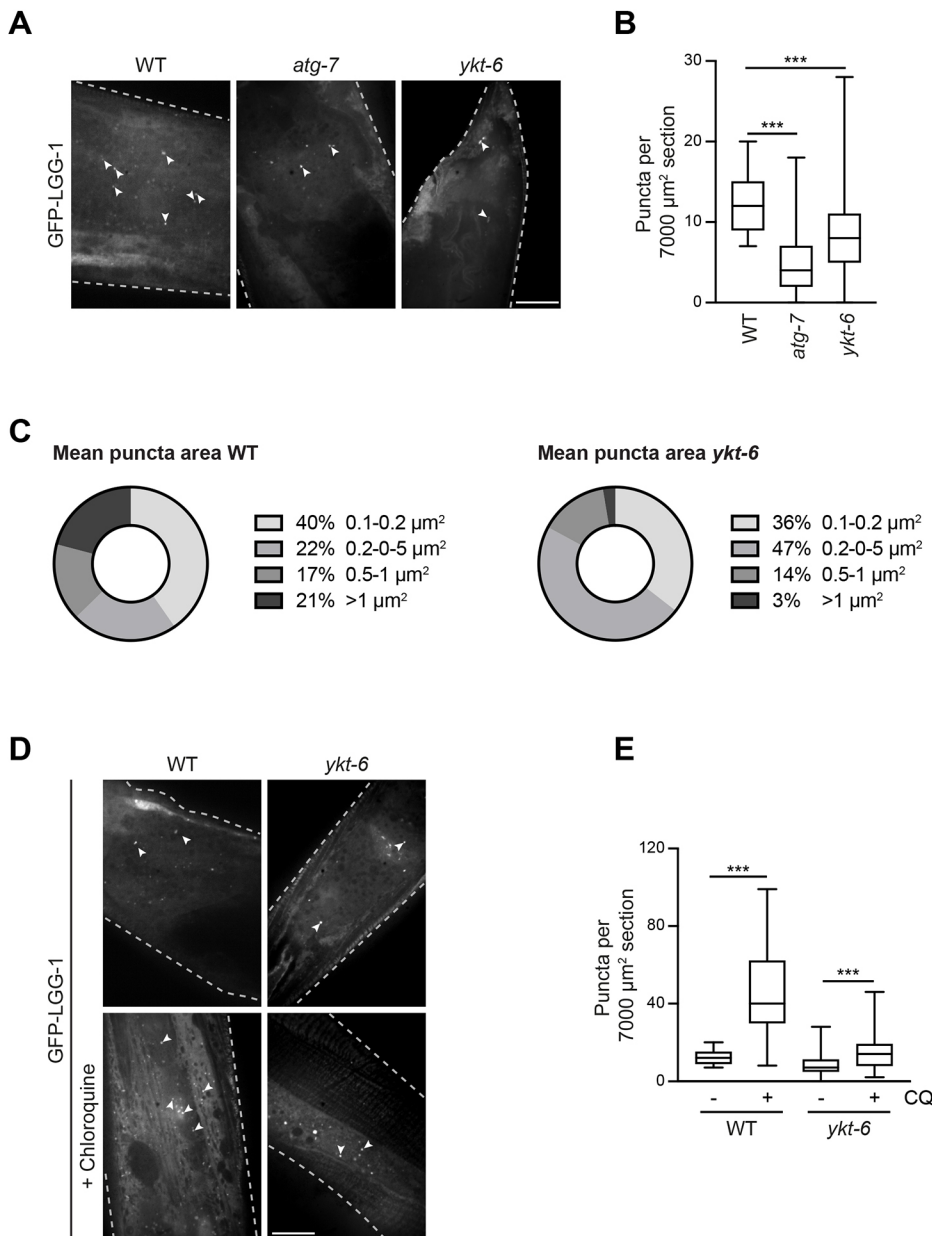 A
WT
atg-7
ykt-6
GFP-LGG-1
B
Puncta per
7000 µm² section
30
20
10
0
***
***
WT
atg-7
ykt-6
C
Mean puncta area WT
40% 0.1-0.2 µm²
22% 0.2-0-5 µm²
17% 0.5-1 µm²
21% >1 µm²
Mean puncta area ykt-6
36% 0.1-0.2 µm²
47% 0.2-0-5 µm²
14% 0.5-1 µm²
3% >1 µm²
D
WT
ykt-6
GFP-LGG-1
+ Chloroquine
E
Puncta per
7000 µm² section
120
80
40
0
***
***
- + - + CQ
WT
ykt-6